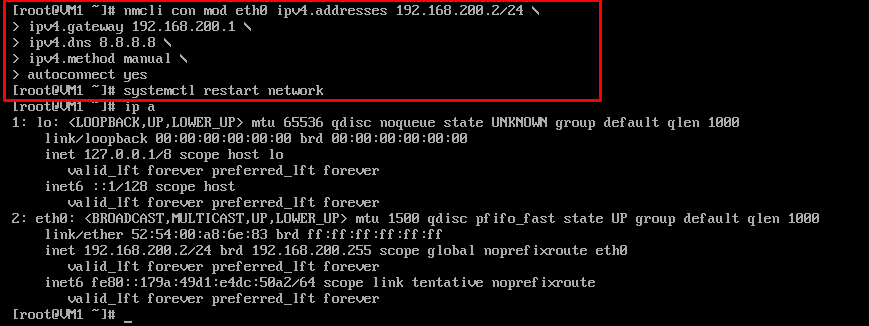 [root@VM1 ~]# nmcli con mod eth0 ipv4.addresses 192.168.200.2/24 \
> ipv4.gateway 192.168.200.1 \
> ipv4.dns 8.8.8.8 \
> ipv4.method manual \
> autoconnect yes
[root@VM1 ~]# systemctl restart network
[root@VM1 ~]# ip a
1: lo: <LOOPBACK,UP,LOWER_UP> mtu 65536 qdisc noqueue state UNKNOWN group default qlen 1000
    link/loopback 00:00:00:00:00:00 brd 00:00:00:00:00:00
    inet 127.0.0.1/8 scope host lo
       valid_lft forever preferred_lft forever
    inet6 ::1/128 scope host
       valid_lft forever preferred_lft forever
2: eth0: <BROADCAST,MULTICAST,UP,LOWER_UP> mtu 1500 qdisc pfifo_fast state UP group default qlen 1000
    link/ether 52:54:00:a8:6e:83 brd ff:ff:ff:ff:ff:ff
    inet 192.168.200.2/24 brd 192.168.200.255 scope global noprefixroute eth0
       valid_lft forever preferred_lft forever
    inet6 fe80::179a:49d1:e4dc:50a2/64 scope link tentative noprefixroute
       valid_lft forever preferred_lft forever
[root@VM1 ~]# _